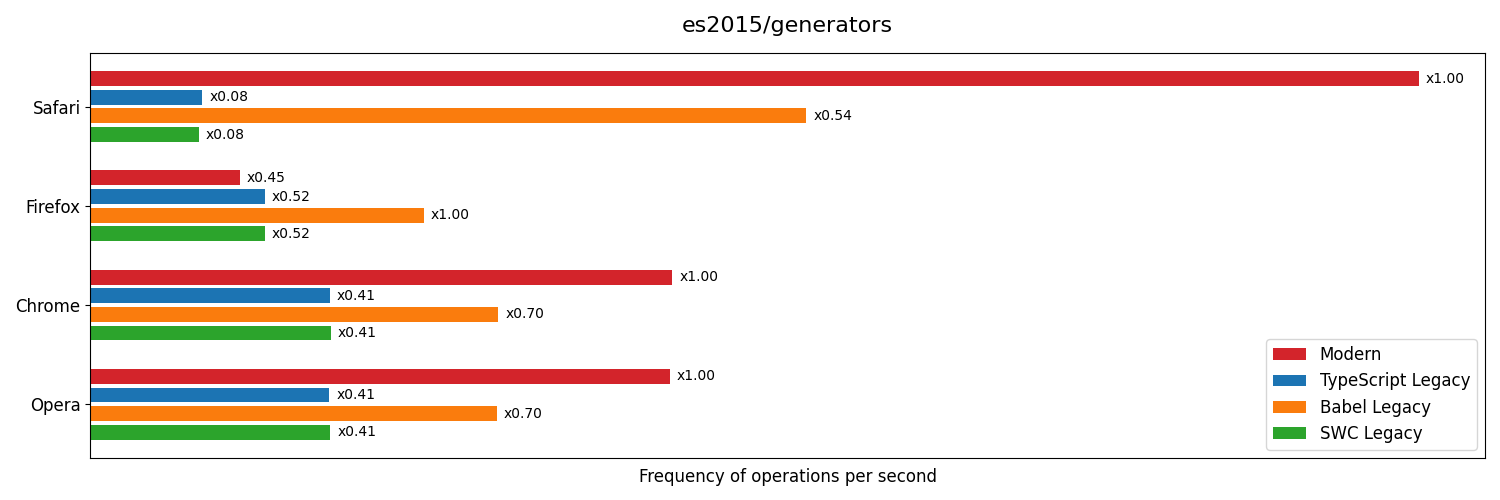 es2015/generators
Safari
x1.00
x0.08
x0.54
x0.08
Firefox
x0.45
x0.52
x1.00
x0.52
Chrome
x1.00
x0.41
x0.70
x0.41
Opera
x1.00
x0.41
x0.70
x0.41
Modern
TypeScript Legacy
Babel Legacy
SWC Legacy
Frequency of operations per second